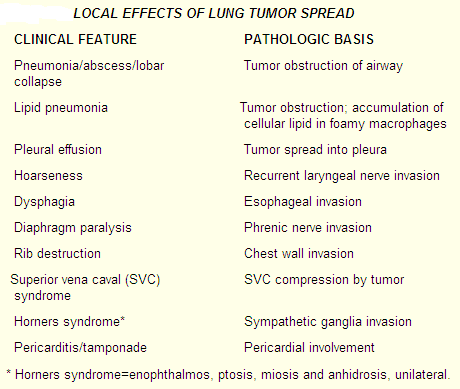 LOCAL EFFECTS OF LUNG TUMOR SPREAD
CLINICAL FEATURE PATHOLOGIC BASIS
Pneumonia/abscess/lobar Tumor obstruction of airway
collapse
Lipid pneumonia Tumor obstruction; accumulation of
cellular lipid in foamy macrophages
Pleural effusion Tumor spread into pleura
Hoarseness Recurrent laryngeal nerve invasion
Dysphagia Esophageal invasion
Diaphragm paralysis Phrenic nerve invasion
Rib destruction Chest wall invasion
Superior vena caval (SVC) SVC compression by tumor
syndrome
Horners syndrome* Sympathetic ganglia invasion
Pericarditis/tamponade Pericardial involvement
* Horners syndrome=enophthalmos, ptosis, miosis and anhidrosis, unilateral.